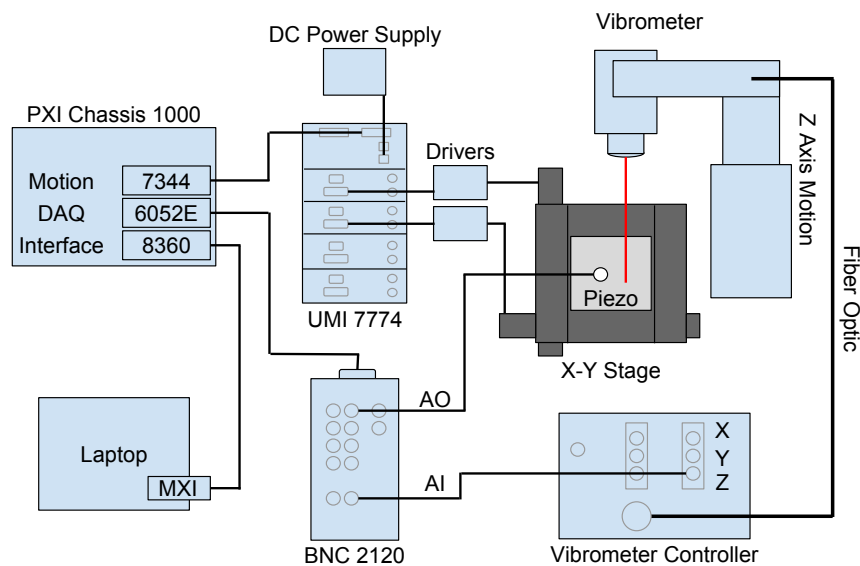 DC Power Supply
Vibrometer
PXI Chassis 1000
Motion 7344
DAQ 6052E
Interface 8360
Drivers
Z Axis Motion
Fiber Optic
Piezo
UMI 7774
X-Y Stage
AO
Laptop
MXI
AI
X
Y
Z
BNC 2120
Vibrometer Controller